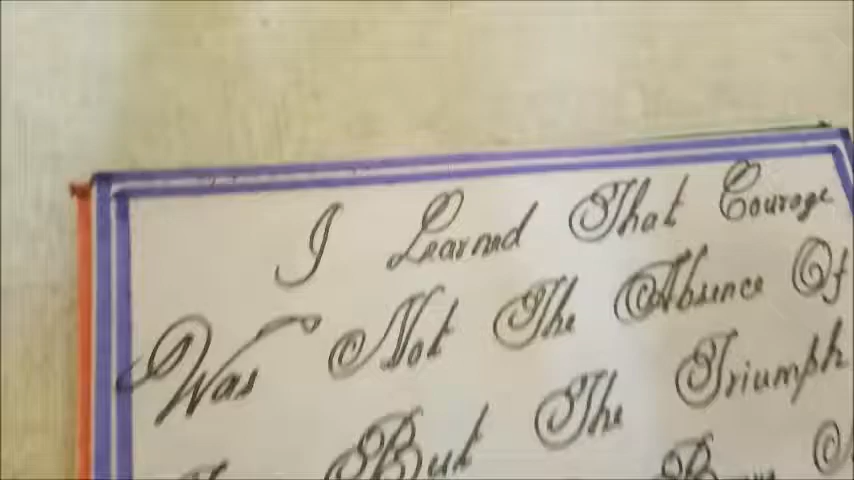 I Learned That Courage
Was Not The Absence Of
But The Triumph